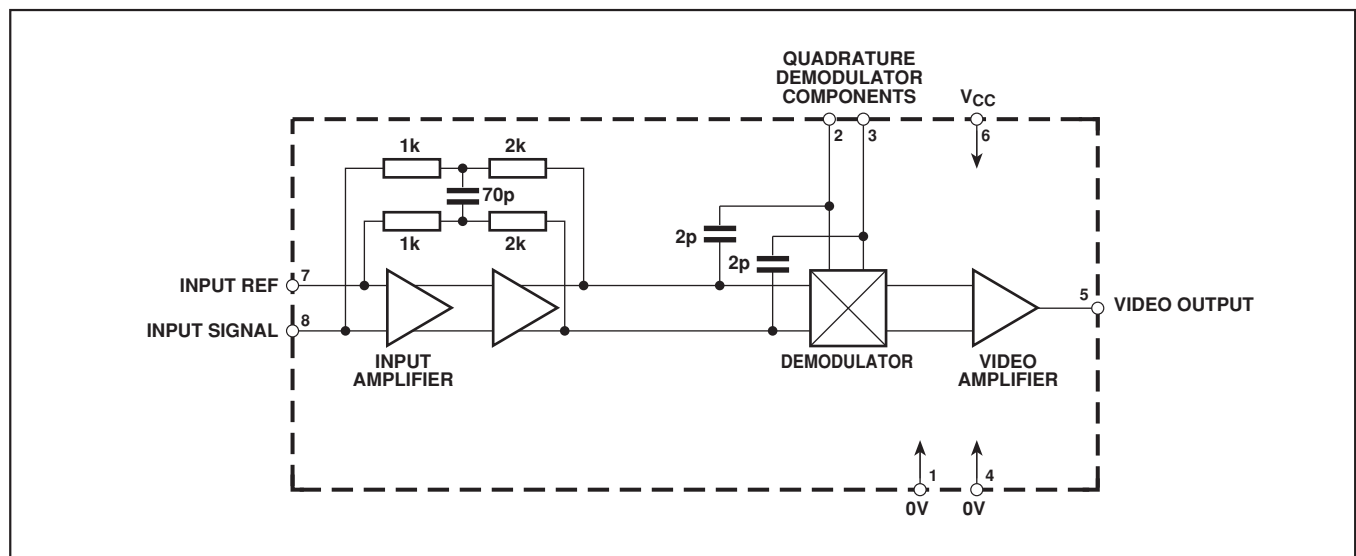 QUADRATURE
DEMODULATOR
COMPONENTS
VCC
2
3
6
1k
2k
70p
1k
2k
2p
2p
INPUT REF
7
5
VIDEO OUTPUT
INPUT SIGNAL
8
INPUT
AMPLIFIER
DEMODULATOR
VIDEO
AMPLIFIER
1
4
0V
0V